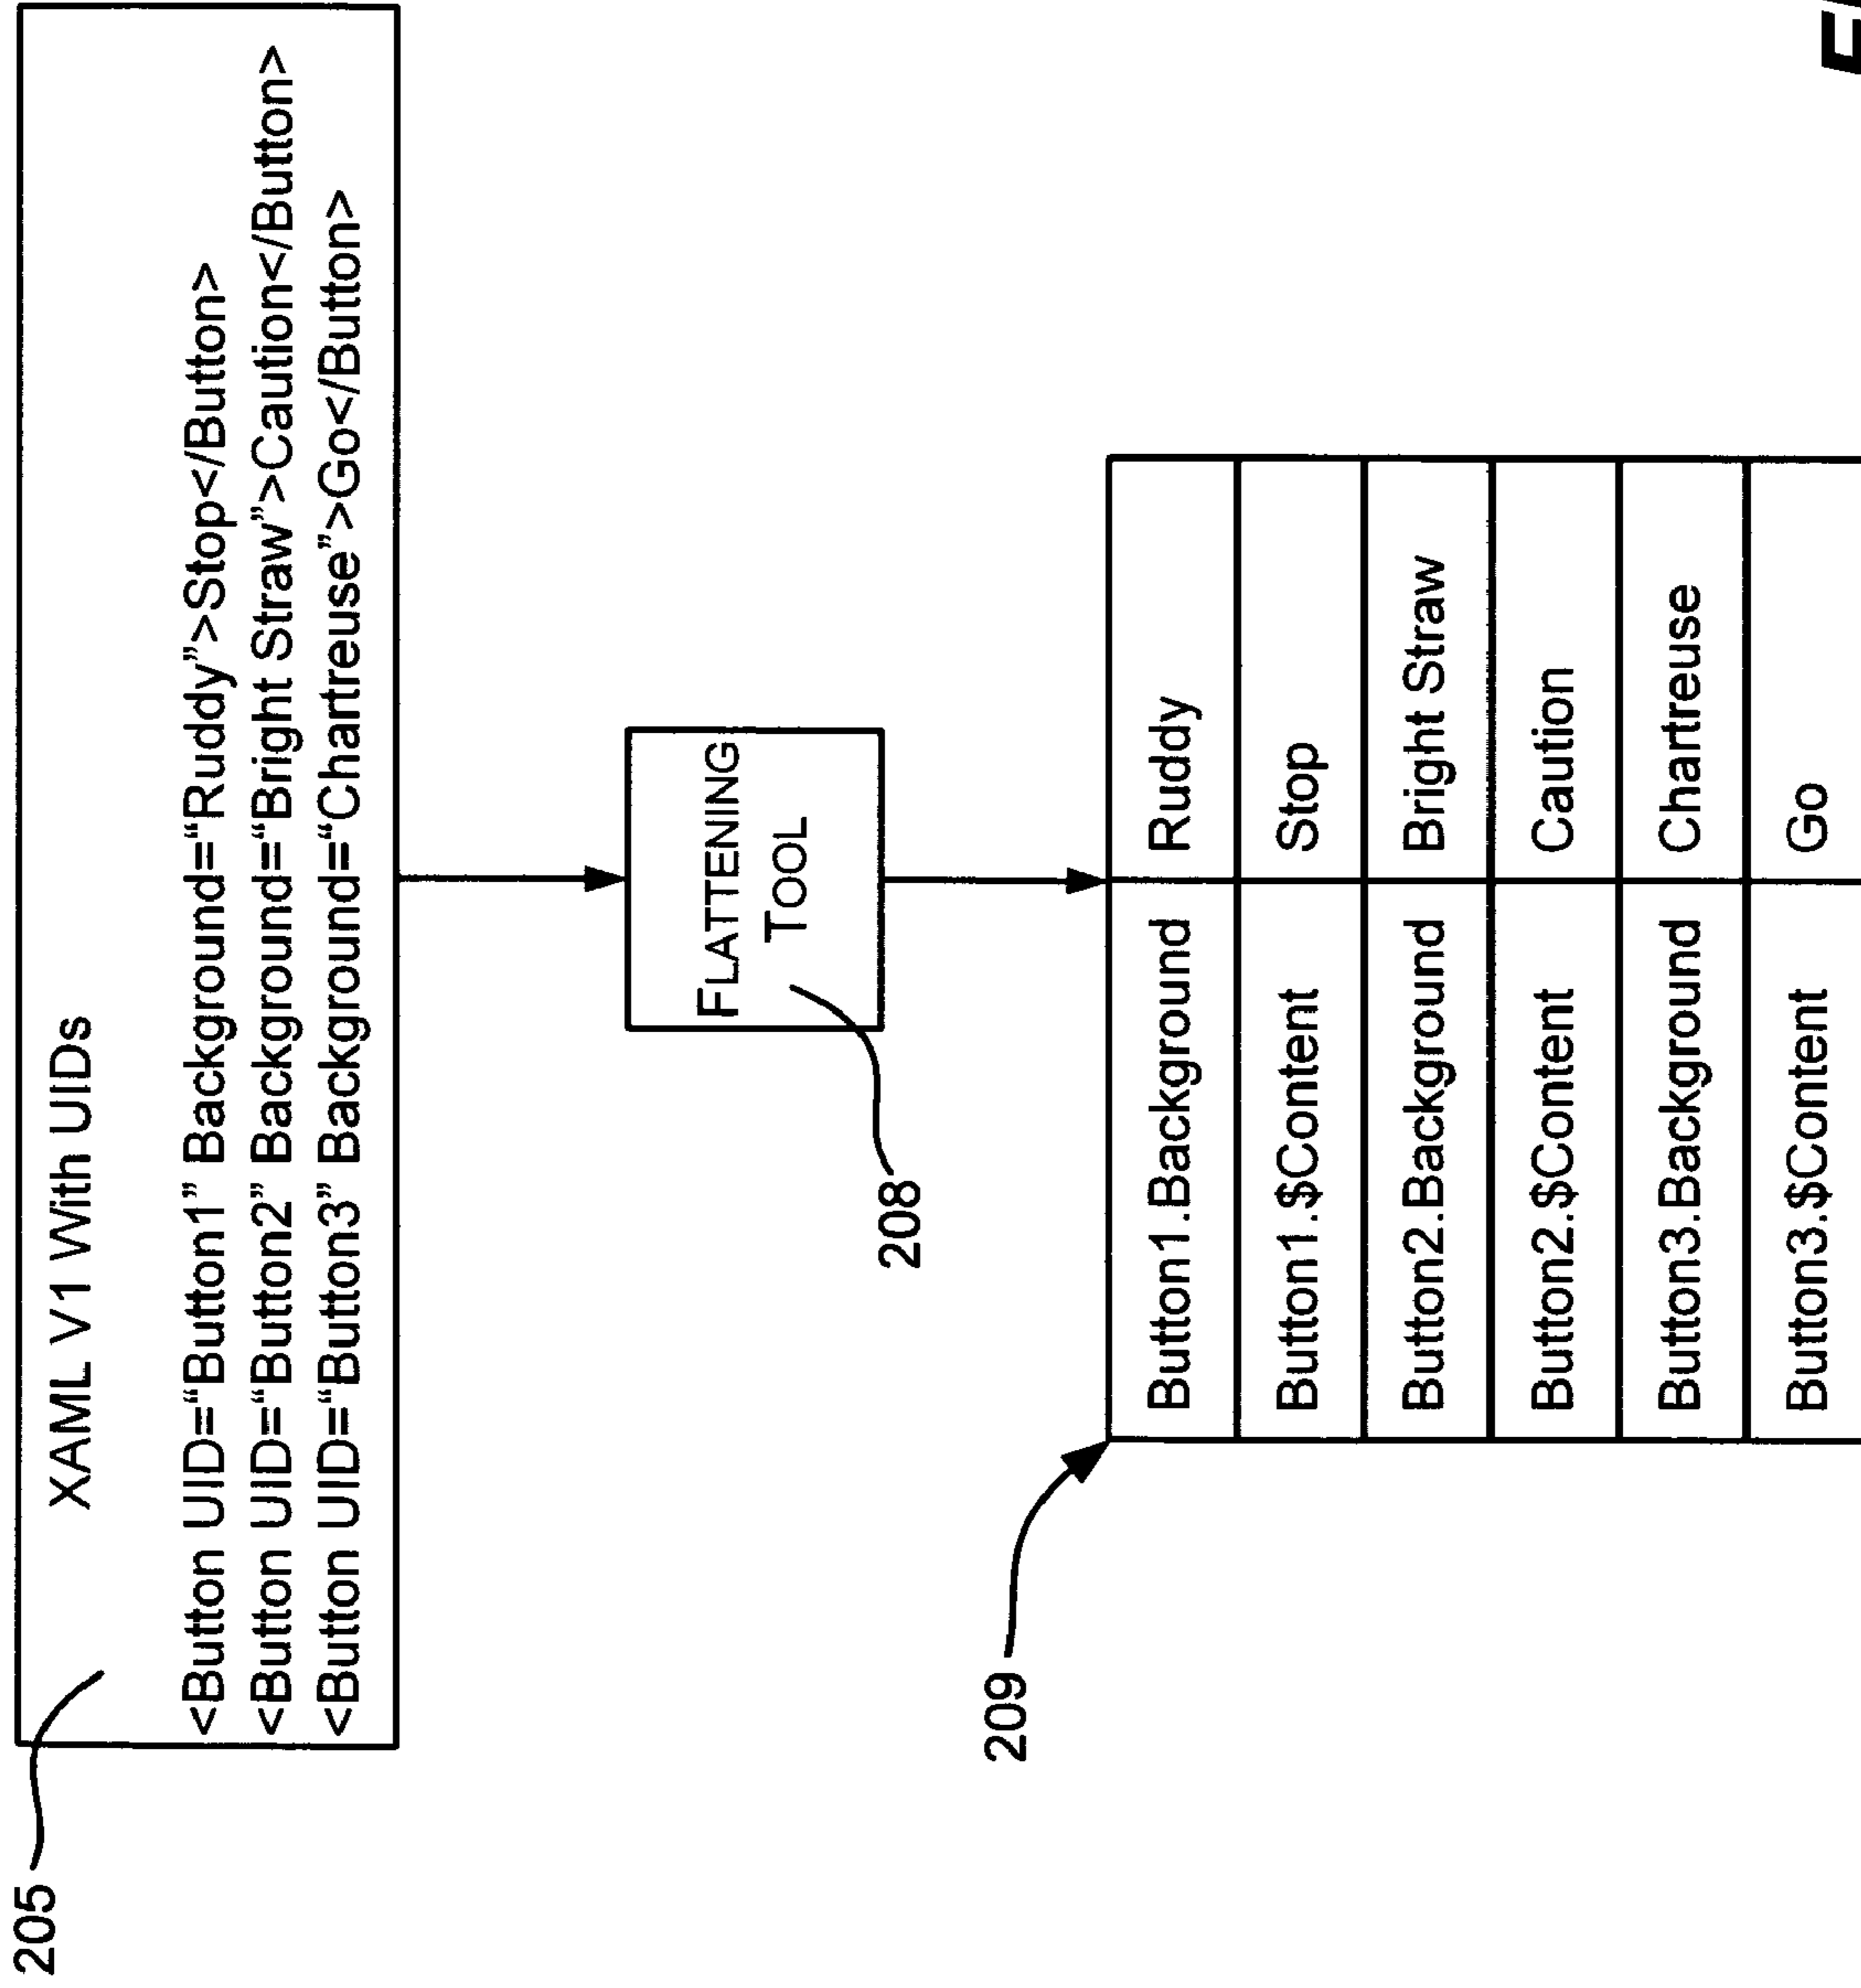 205
XAML V1 With UIDs
<Button UID=“Button1” Background=“Ruddy”>Stop</Button>
<Button UID=“Button2” Background=“Bright Straw”>Caution</Button>
<Button UID=“Button3” Background=“Chartreuse”>Go</Button>
FLATTENING
TOOL
208
209
Button1.Background Ruddy
Button1.$Content Stop
Button2.Background Bright Straw
Button2.$Content Caution
Button3.Background Chartreuse
Button3.$Content Go